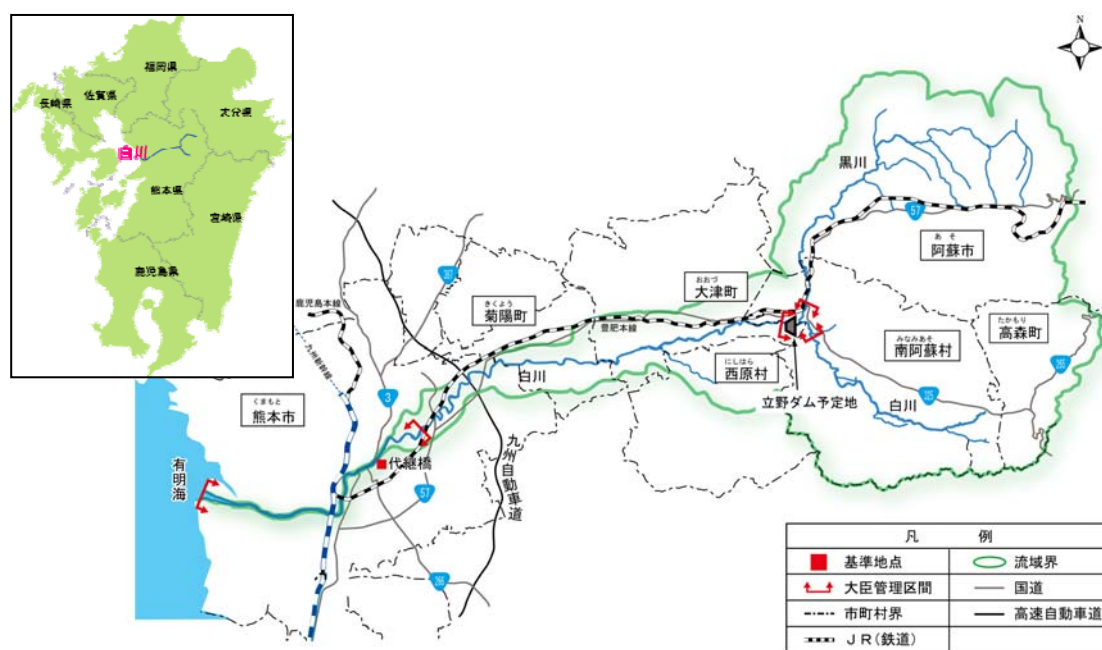 福岡県
佐賀県
長崎県
大分県
白川
熊本県
宮崎県
鹿児島県
N
黒川
57
あそ
阿蘇市
おおづ
大津町
きくよう
菊陽町
鹿児島本線
豊肥本線
九州新幹線
387
たかもり
高森町
みなみあそ
南阿蘇村
265
にしはら
西原村
白川
立野ダム予定地
325
白川
3
くまもと
熊本市
代継橋
九州自動車道
有明海
57
266
凡例
基準地点
流域界
大臣管理区間
国道
市町村界
高速自動車道
ＪＲ(鉄道)